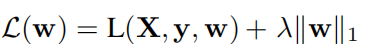 ℒ(𝐰) = L(𝐗, 𝐲, 𝐰) + λ‖𝐰‖₁